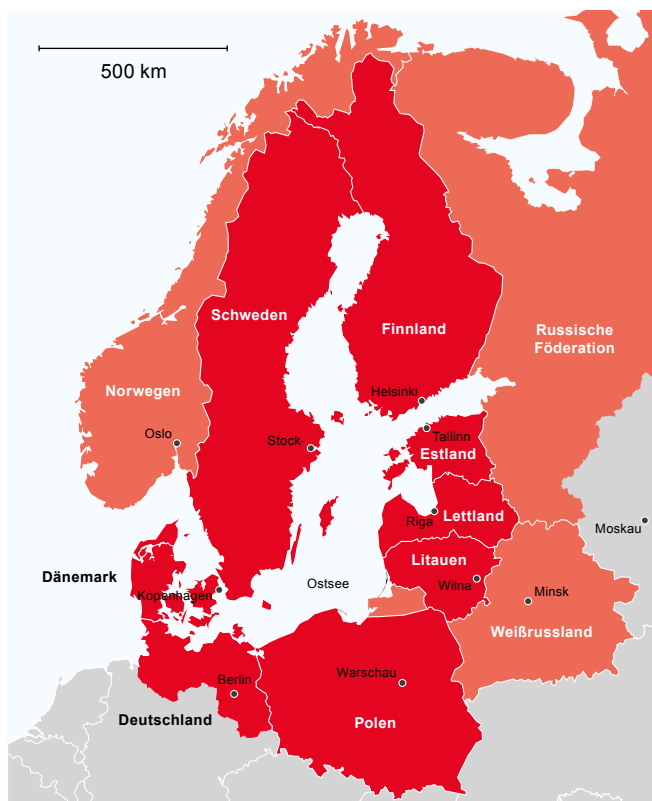 500 km
Schweden
Finnland
Russische
Föderation
Norwegen
Helsinki
Oslo
Stock-
Tallinn
Estland
Riga
Lettland
Moskau
Litauen
Dänemark
Kopenhagen
Ostsee
Wilna
Minsk
Weißrussland
Berlin
Warschau
Deutschland
Polen